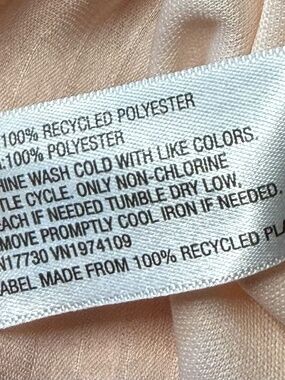 100% RECYCLED POLYESTER
100% POLYESTER
HINE WASH COLD WITH LIKE COLORS.
TLE CYCLE. ONLY NON-CHLORINE
EACH IF NEEDED TUMBLE DRY LOW,
MOVE PROMPTLY COOL IRON IF NEEDED.
N17730 VN1974109
ABEL MADE FROM 100% RECYCLED PLA